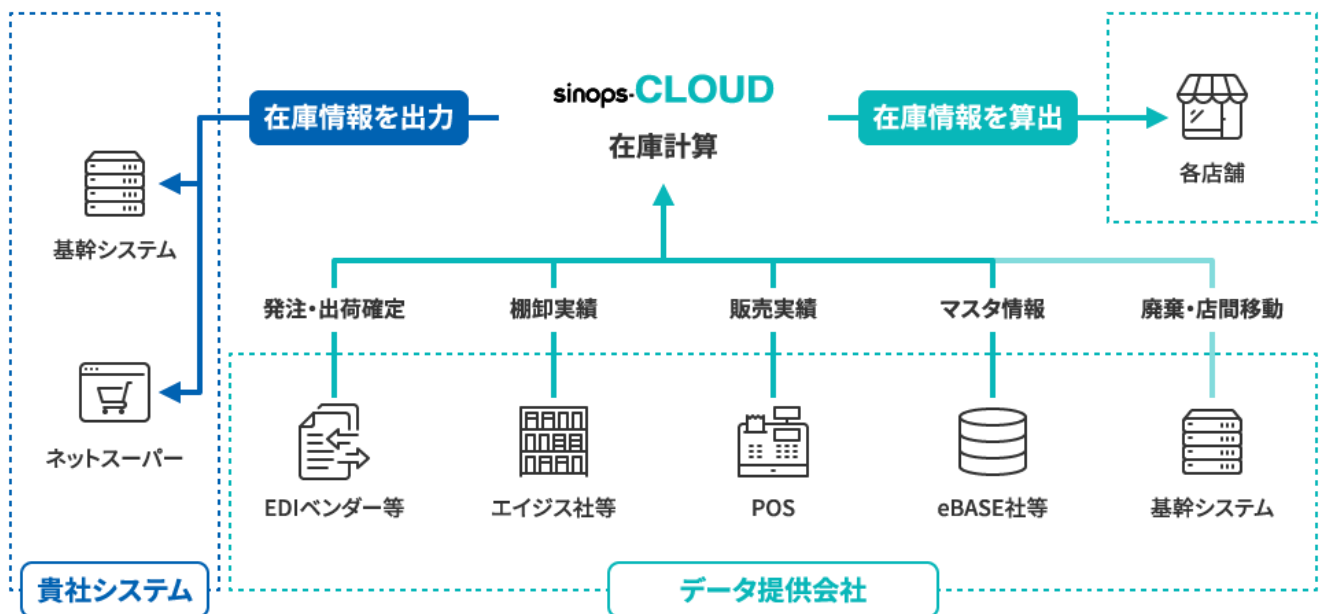 sinops-CLOUD
在庫計算
在庫情報を出力
在庫情報を算出
各店舗
基幹システム
ネットスーパー
貴社システム
発注・出荷確定
棚卸実績
販売実績
マスタ情報
廃棄・店間移動
EDIベンダー等
エイジス社等
POS
eBASE社等
基幹システム
データ提供会社